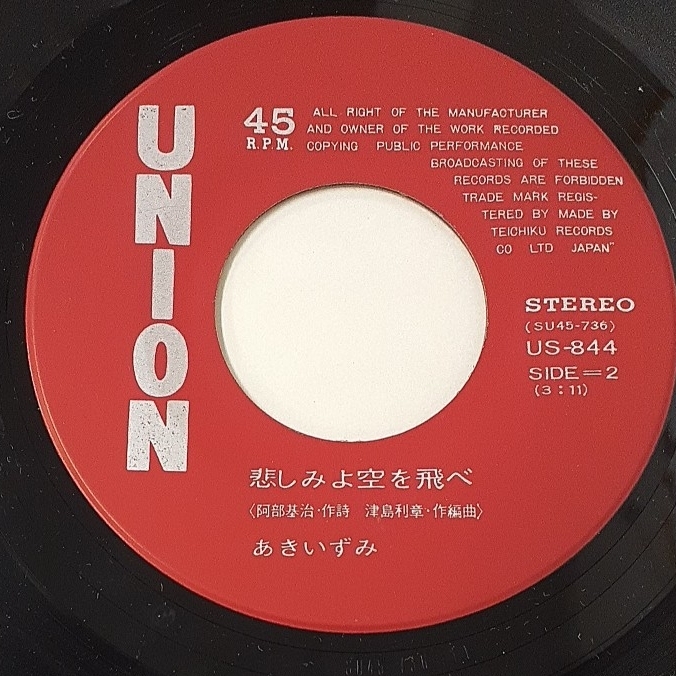 UNION
45
R.P.M.
ALL RIGHT OF THE MANUFACTURER
AND OWNER OF THE WORK RECORDED
COPYING PUBLIC PERFORMANCE
BROADCASTING OF THESE
RECORDS ARE FORBIDDEN
TRADE MARK REGIS-
TERED BY MADE BY
TEICHIKU RECORDS
CO LTD JAPAN"
STEREO
(SU45-736)
US-844
SIDE=2
(3:11)
悲しみよ空を飛べ
〈阿部基治・作詩 津島利章・作編曲〉
あきいずみ